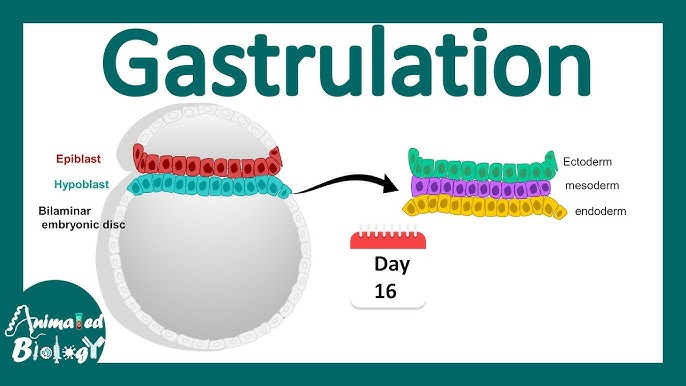 Gastrulation
Epiblast
Hypoblast
Bilaminar
embryonic disc
Ectoderm
mesoderm
endoderm
Day
16
Animated
Biology